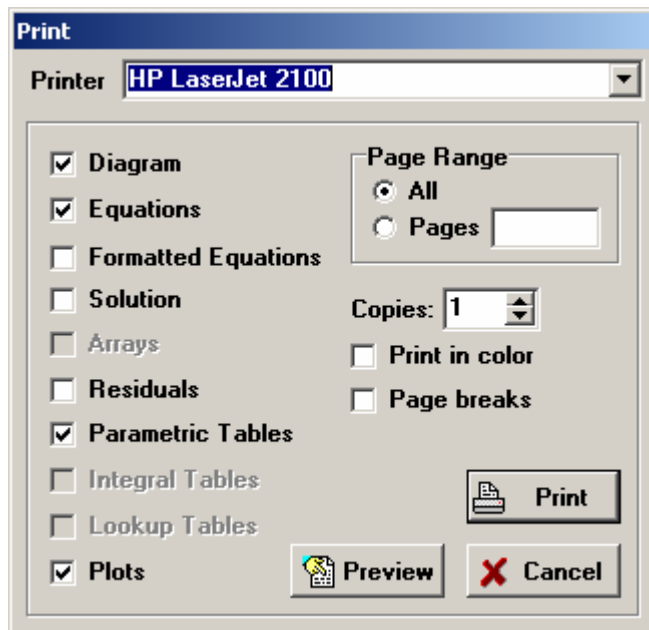 Print
Printer HP LaserJet 2100
Diagram
Equations
Formatted Equations
Solution
Arrays
Residuals
Parametric Tables
Integral Tables
Lookup Tables
Plots
Page Range
All
Pages
Copies: 1
Print in color
Page breaks
Print
Preview
Cancel